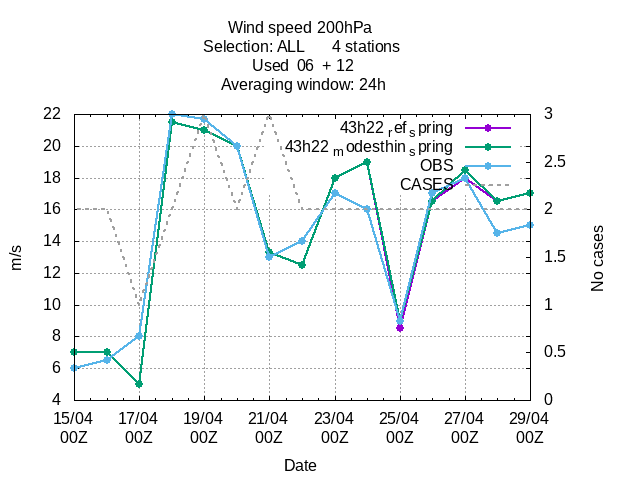 Wind speed 200hPa
Selection: ALL 4 stations
Used 06 + 12
Averaging window: 24h
43h22 refspring
43h22 modesthinspring
OBS
CASES
22
20
18
16
14
12
10
8
6
4
3
2.5
2
1.5
1
0.5
0
m/s
No cases
15/04 17/04 19/04 21/04 23/04 25/04 27/04 29/04
00Z 00Z 00Z 00Z 00Z 00Z 00Z 00Z
Date